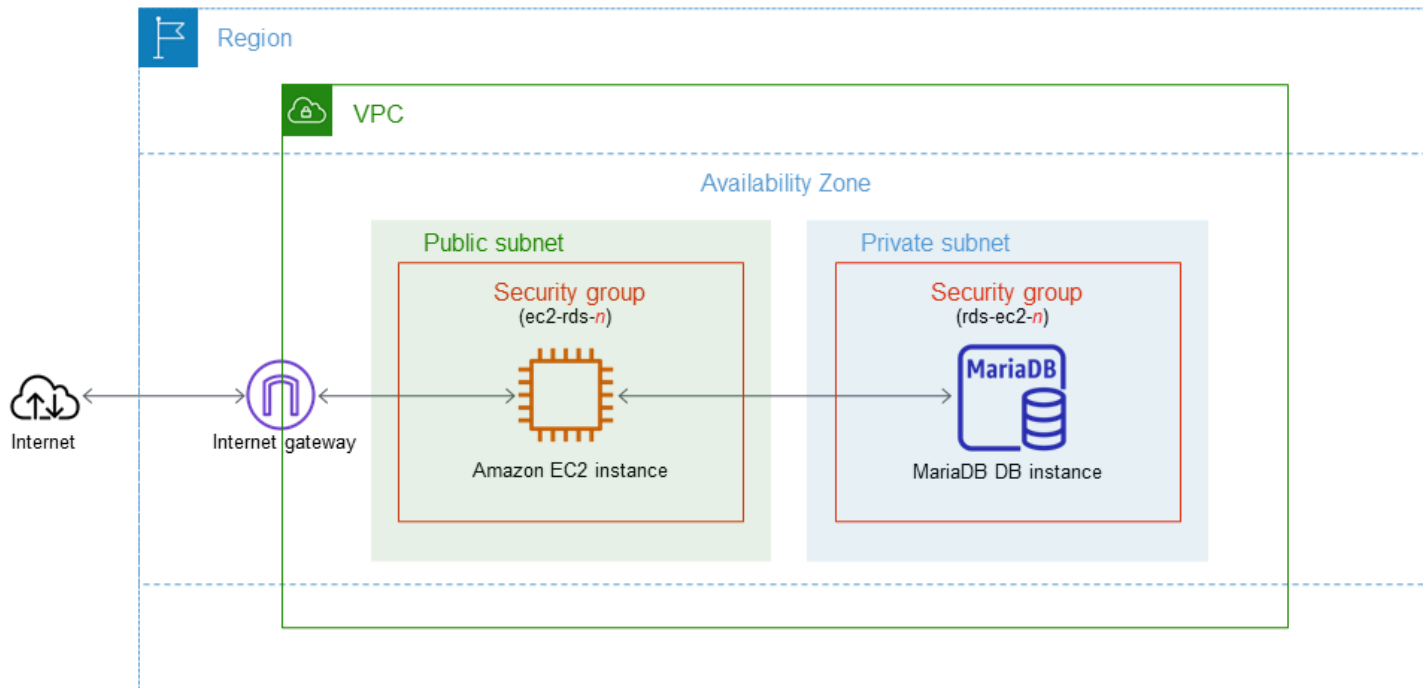 Region
VPC
Availability Zone
Public subnet
Private subnet
Security group
(ec2-rds-n)
Security group
(rds-ec2-n)
MariaDB
Internet
Internet gateway
Amazon EC2 instance
MariaDB DB instance